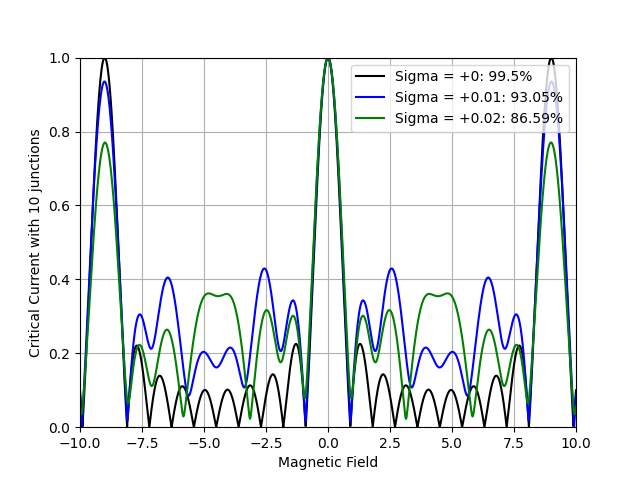 1.0
0.8
0.6
0.4
0.2
0.0
Critical Current with 10 junctions
Sigma = +0: 99.5%
Sigma = +0.01: 93.05%
Sigma = +0.02: 86.59%
−10.0 −7.5 −5.0 −2.5 0.0 2.5 5.0 7.5 10.0
Magnetic Field